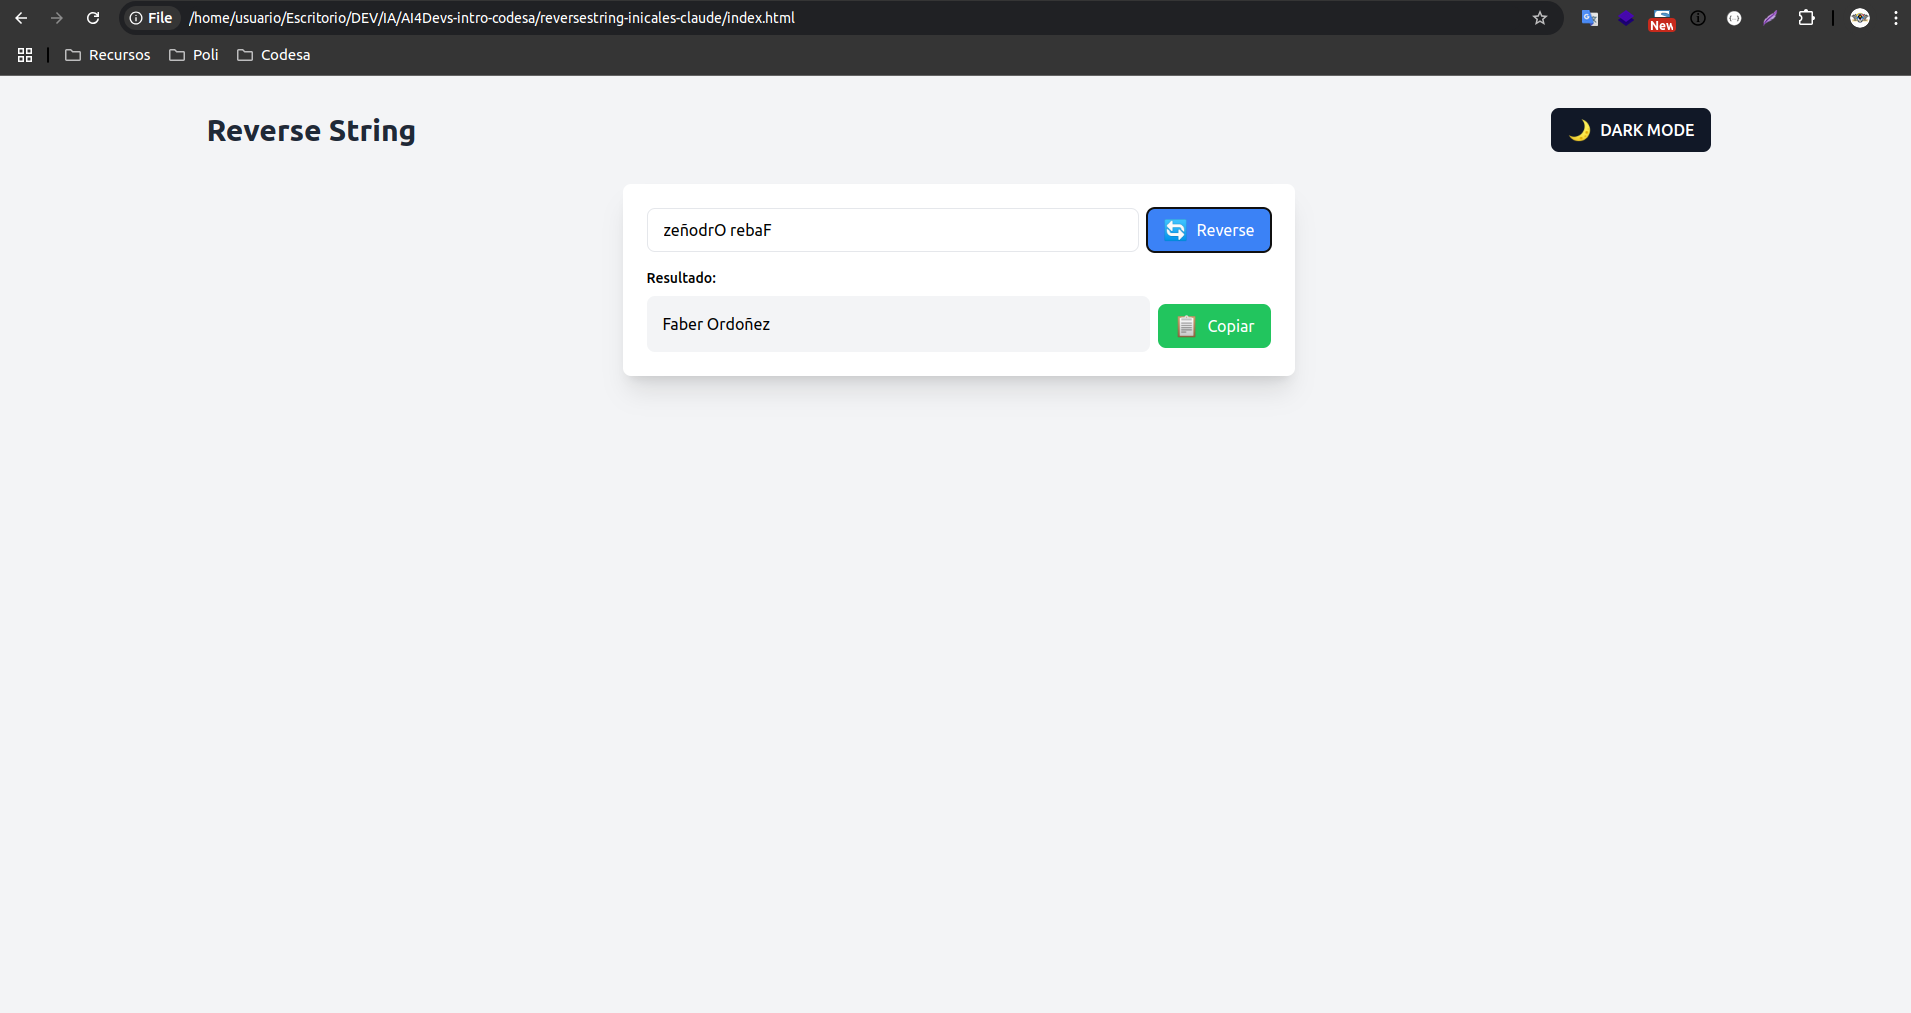 File /home/usuario/Escritorio/DEV/IA/AI4Devs-intro-codesa/reversestring-inicales-claude/index.html
New
Recursos Poli Codesa
Reverse String
DARK MODE
zeñodrO rebaF
Reverse
Resultado:
Faber Ordoñez
Copiar